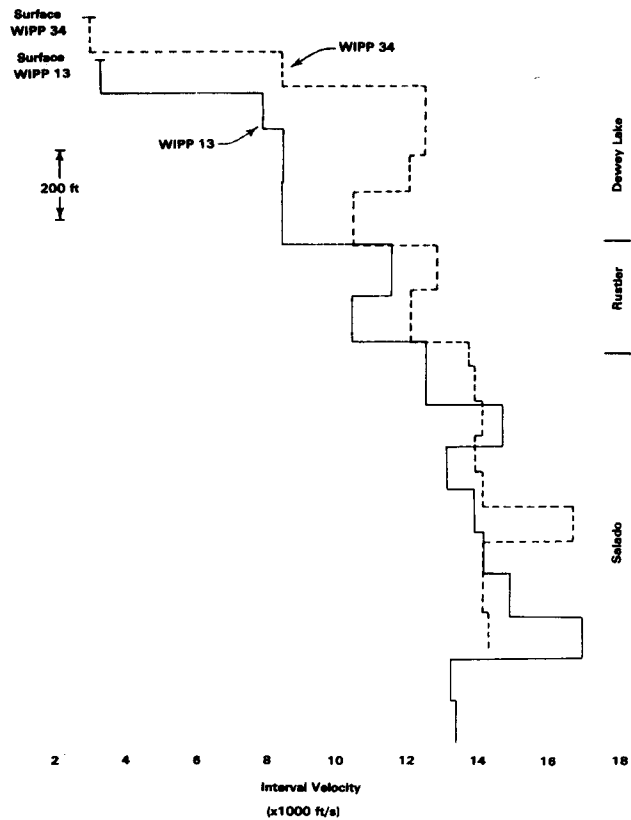 Surface
WIPP 34
Surface
WIPP 13
WIPP 34
WIPP 13
200 ft
Dewey Lake
Rustler
Salado
2 4 6 8 10 12 14 16 18
Interval Velocity
(x1000 ft/s)